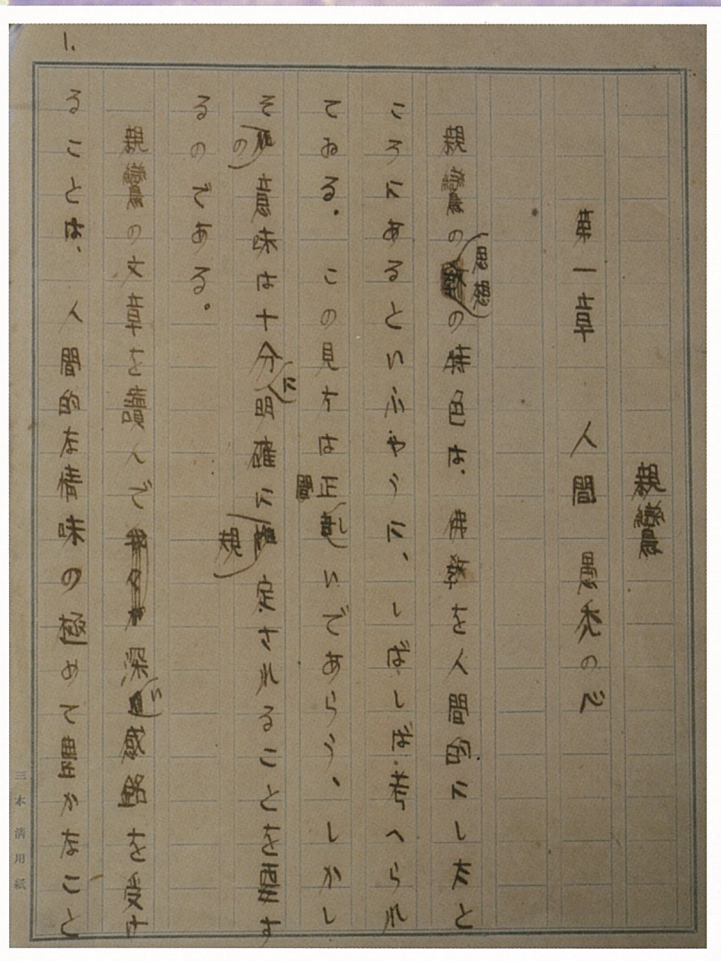 1.
親鸞
第一章 人間 愚禿の心
親鸞の思想の特色は、佛教を人間的にしたと
ころにあるといふやうに、しばしば考へられ
てゐる。この見方は正しいであらう。しかし
その意味は十分に明確に規定されることを要す
るのである。
親鸞の文章を讀んで深い感銘を受け
ることは、人間的な情味の極めて豊かなこと
三木清用紙